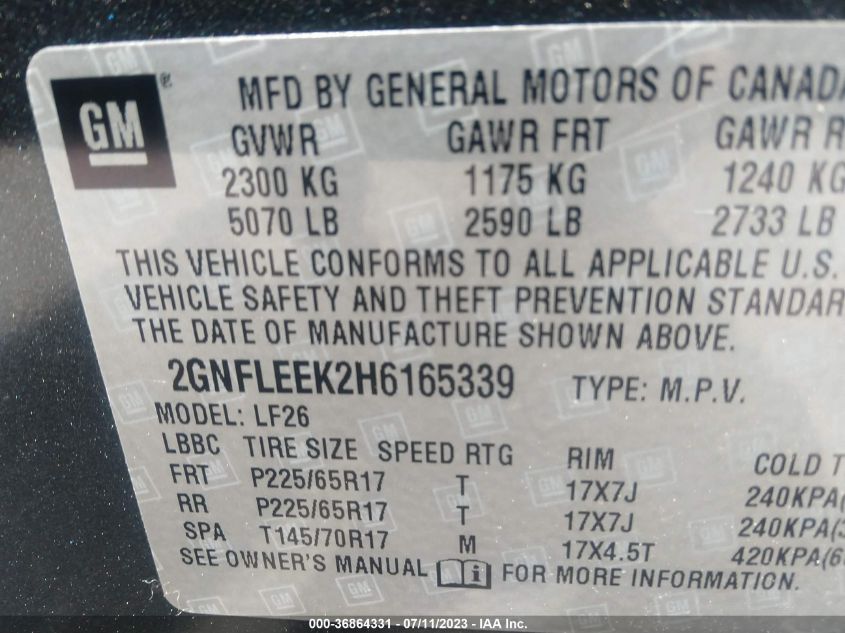 GM ® MFD BY GENERAL MOTORS OF CANADA
GVWR GAWR FRT GAWR R
2300 KG 1175 KG 1240 KG
5070 LB 2590 LB 2733 LB
THIS VEHICLE CONFORMS TO ALL APPLICABLE U.S.
VEHICLE SAFETY AND THEFT PREVENTION STANDAR
THE DATE OF MANUFACTURE SHOWN ABOVE.
2GNFLEEK2H6165339 TYPE: M.P.V.
MODEL: LF26
LBBC TIRE SIZE SPEED RTG RIM COLD T
FRT P225/65R17 T 17X7J 240KPA(
RR P225/65R17 T 17X7J 240KPA(3
SPA T145/70R17 M 17X4.5T 420KPA(6
SEE OWNER'S MANUAL FOR MORE INFORMATION.
000-36864331 - 07/11/2023 - IAA Inc.